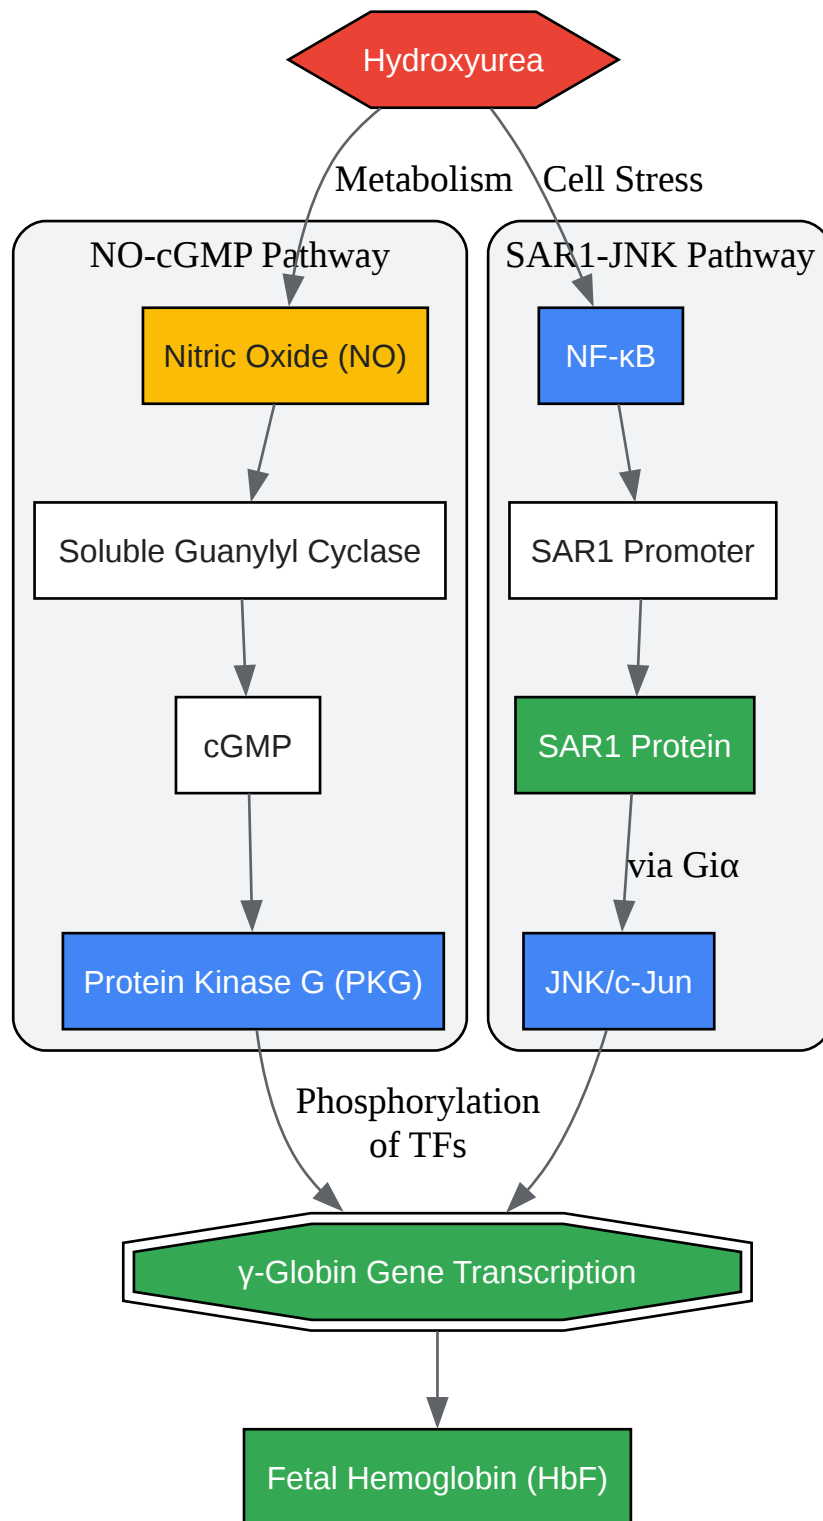 Hydroxyurea
Metabolism
Cell Stress
NO-cGMP Pathway
SAR1-JNK Pathway
Nitric Oxide (NO)
NF-κB
Soluble Guanylyl Cyclase
SAR1 Promoter
cGMP
SAR1 Protein
via Giα
Protein Kinase G (PKG)
JNK/c-Jun
Phosphorylation
of TFs
γ-Globin Gene Transcription
Fetal Hemoglobin (HbF)